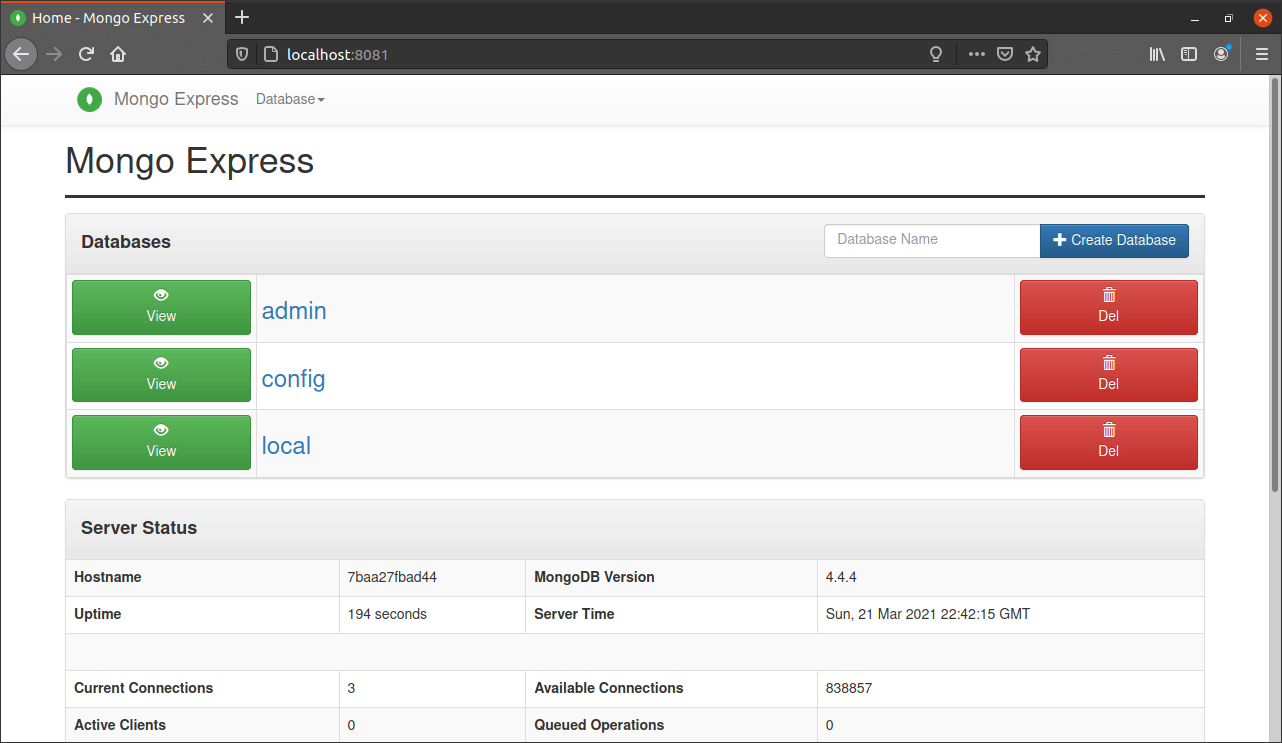 Home - Mongo Express
localhost:8081
Mongo Express Database
Mongo Express
Databases Database Name Create Database
View admin Del
View config Del
View local Del
Server Status
Hostname 7baa27fbad44 MongoDB Version 4.4.4
Uptime 194 seconds Server Time Sun, 21 Mar 2021 22:42:15 GMT
Current Connections 3 Available Connections 838857
Active Clients 0 Queued Operations 0